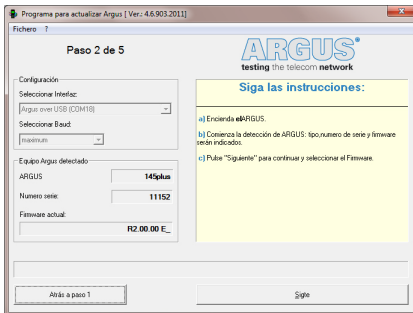 Programa para actualizar Argus [ Ver.: 4.6.903.2011]
Fichero ?
Paso 2 de 5
ARGUS®
testing the telecom network
Configuración
Seleccionar Interfaz:
Argus over USB (COM18)
Seleccionar Baud:
maximum
Equipo Argus detectado
ARGUS 145plus
Numero serie: 11152
Firmware actual:
R2.00.00 E_
Siga las instrucciones:
a) Encienda elARGUS.
b) Comienza la detección de ARGUS: tipo,numero de serie y firmware
serán indicados.
c) Pulse "Siguiente" para continuar y seleccionar el Firmware.
Atrás a paso 1
Sigte